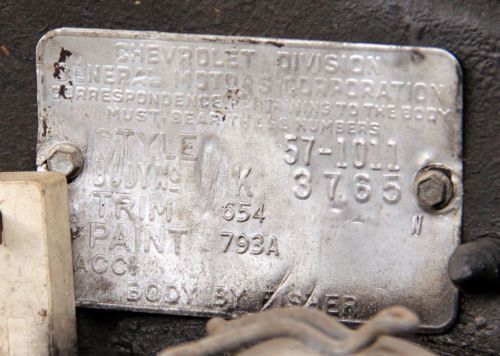 CHEVROLET DIVISION
GENERAL MOTORS CORPORATION
CORRESPONDENCE PERTAINING TO THE BODY
MUST BEAR THESE NUMBERS
STYLE 57-1011
BODY No K 3765
TRIM 654
PAINT 793A N
ACC
BODY BY FISHER